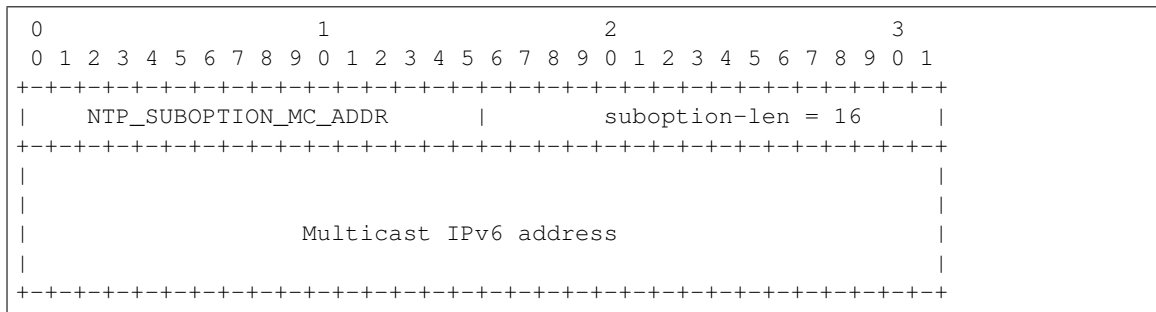 0                   1                   2                   3
 0 1 2 3 4 5 6 7 8 9 0 1 2 3 4 5 6 7 8 9 0 1 2 3 4 5 6 7 8 9 0 1
+-+-+-+-+-+-+-+-+-+-+-+-+-+-+-+-+-+-+-+-+-+-+-+-+-+-+-+-+-+-+-+-+
|    NTP_SUBOPTION_MC_ADDR      |        suboption-len = 16     |
+-+-+-+-+-+-+-+-+-+-+-+-+-+-+-+-+-+-+-+-+-+-+-+-+-+-+-+-+-+-+-+-+
|                                                               |
|                                                               |
|                   Multicast IPv6 address                      |
|                                                               |
+-+-+-+-+-+-+-+-+-+-+-+-+-+-+-+-+-+-+-+-+-+-+-+-+-+-+-+-+-+-+-+-+